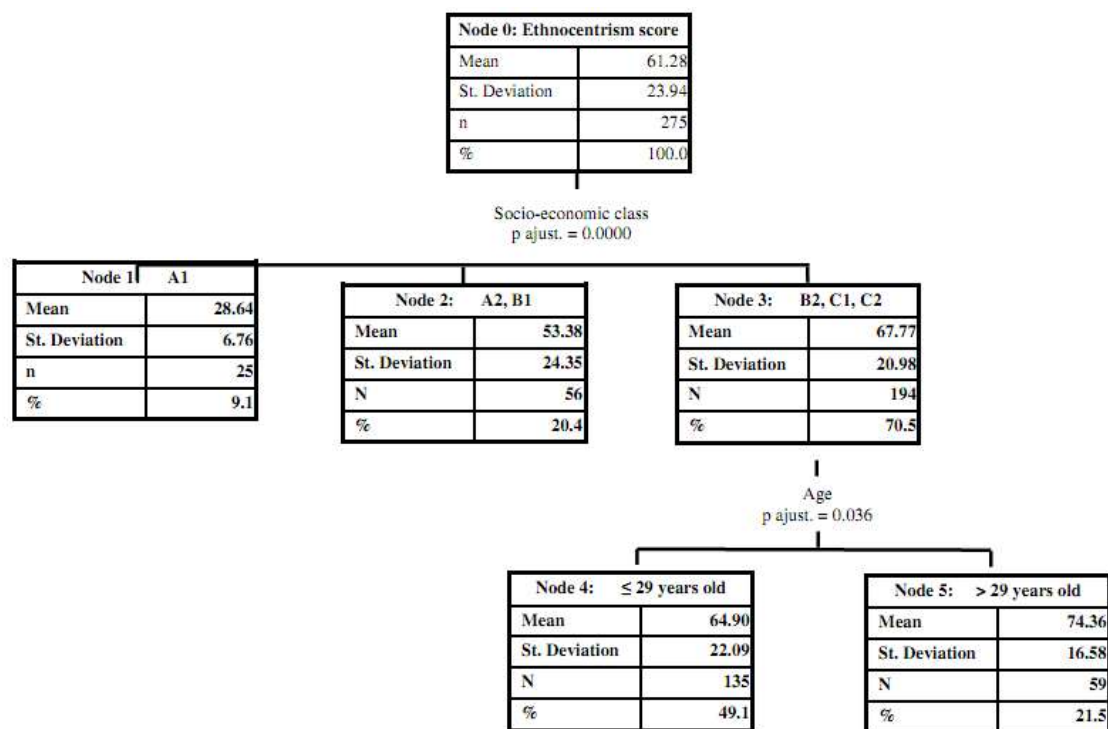 Node 0: Ethnocentrism score
Mean 61.28
St. Deviation 23.94
n 275
% 100.0
Socio-economic class
p ajust. = 0.0000
Node 1 A1
Mean 28.64
St. Deviation 6.76
n 25
% 9.1
Node 2: A2, B1
Mean 53.38
St. Deviation 24.35
N 56
% 20.4
Node 3: B2, C1, C2
Mean 67.77
St. Deviation 20.98
N 194
% 70.5
Age
p ajust. = 0.036
Node 4: ≤ 29 years old
Mean 64.90
St. Deviation 22.09
N 135
% 49.1
Node 5: > 29 years old
Mean 74.36
St. Deviation 16.58
N 59
% 21.5